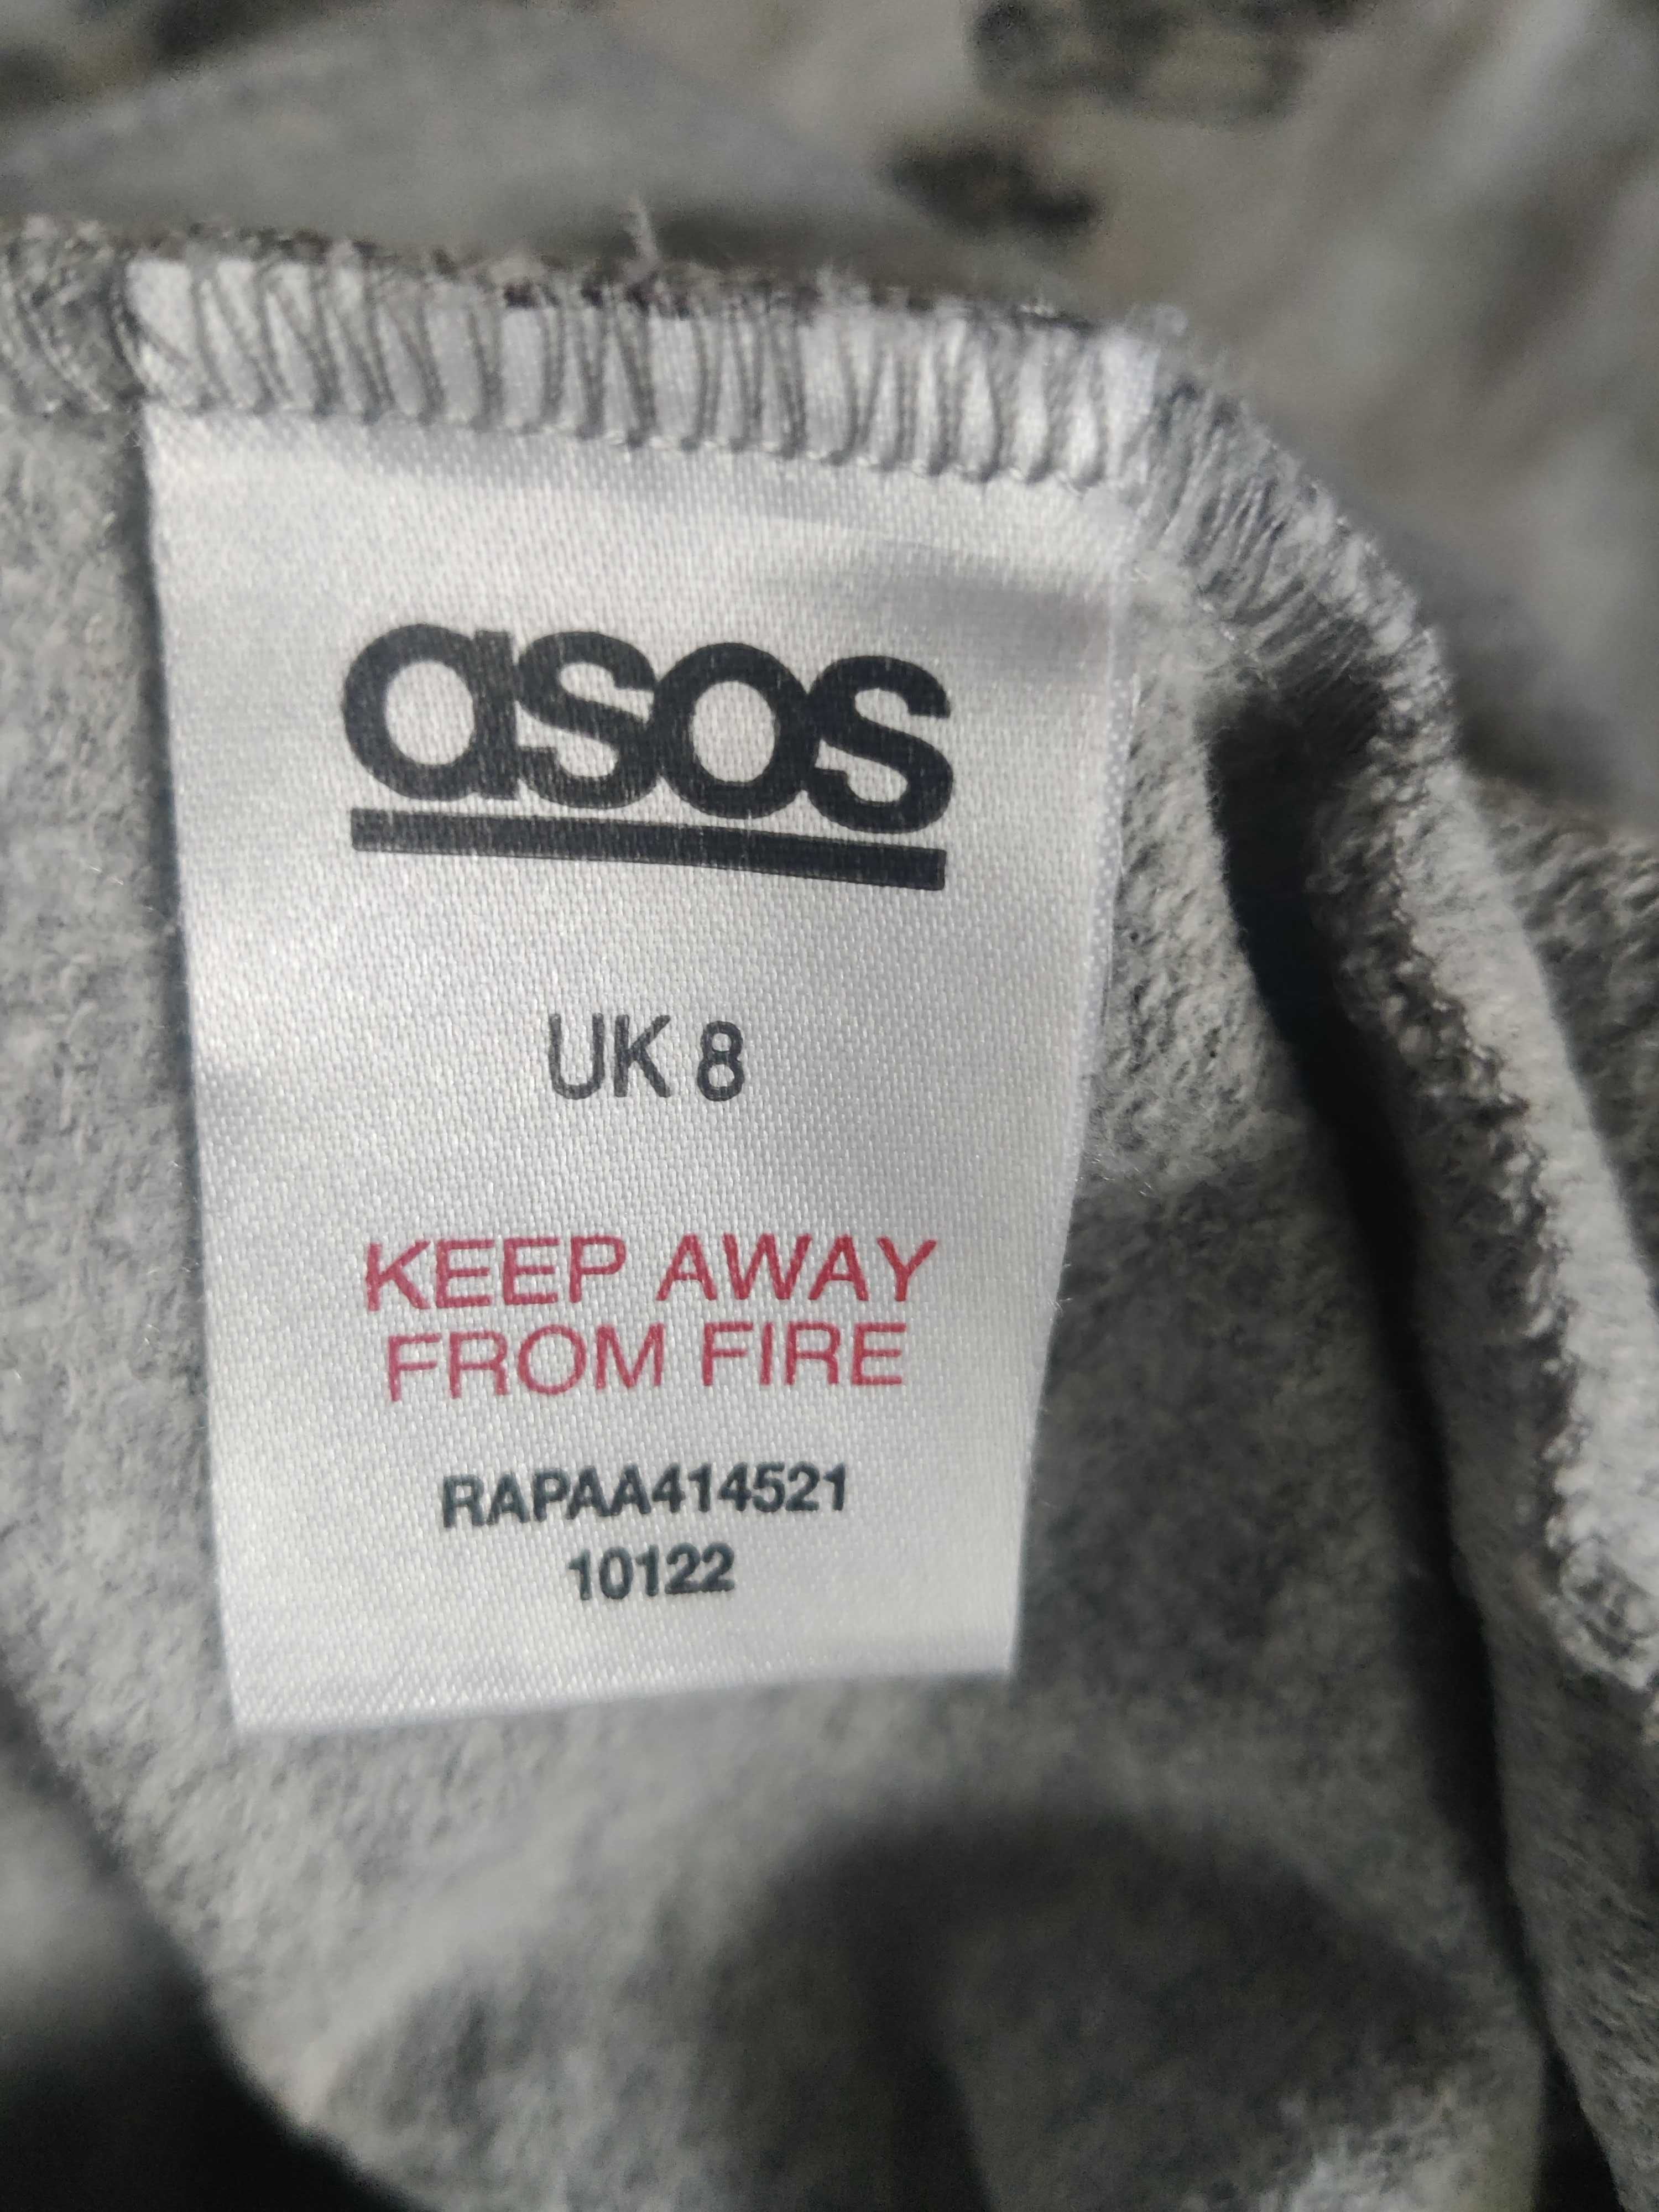 asos
UK 8
KEEP AWAY
FROM FIRE
RAPAA414521
10122